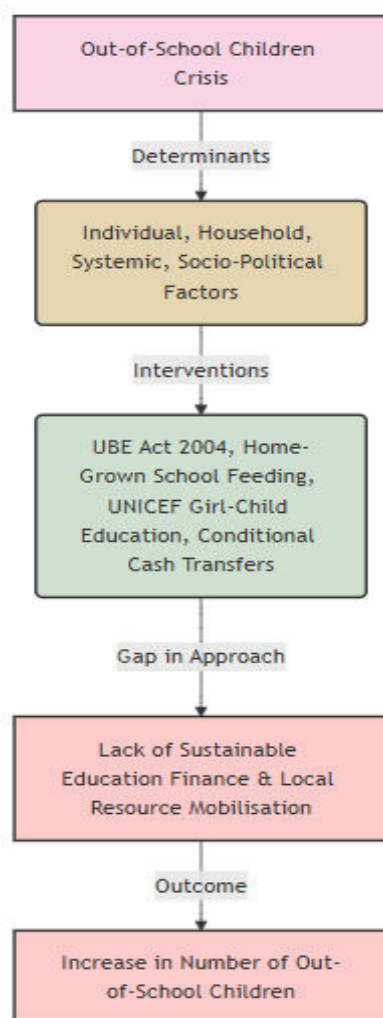 Out-of-School Children
Crisis
Determinants
Individual, Household,
Systemic, Socio-Political
Factors
Interventions
UBE Act 2004, Home-
Grown School Feeding,
UNICEF Girl-Child
Education, Conditional
Cash Transfers
Gap in Approach
Lack of Sustainable
Education Finance & Local
Resource Mobilisation
Outcome
Increase in Number of Out-
of-School Children